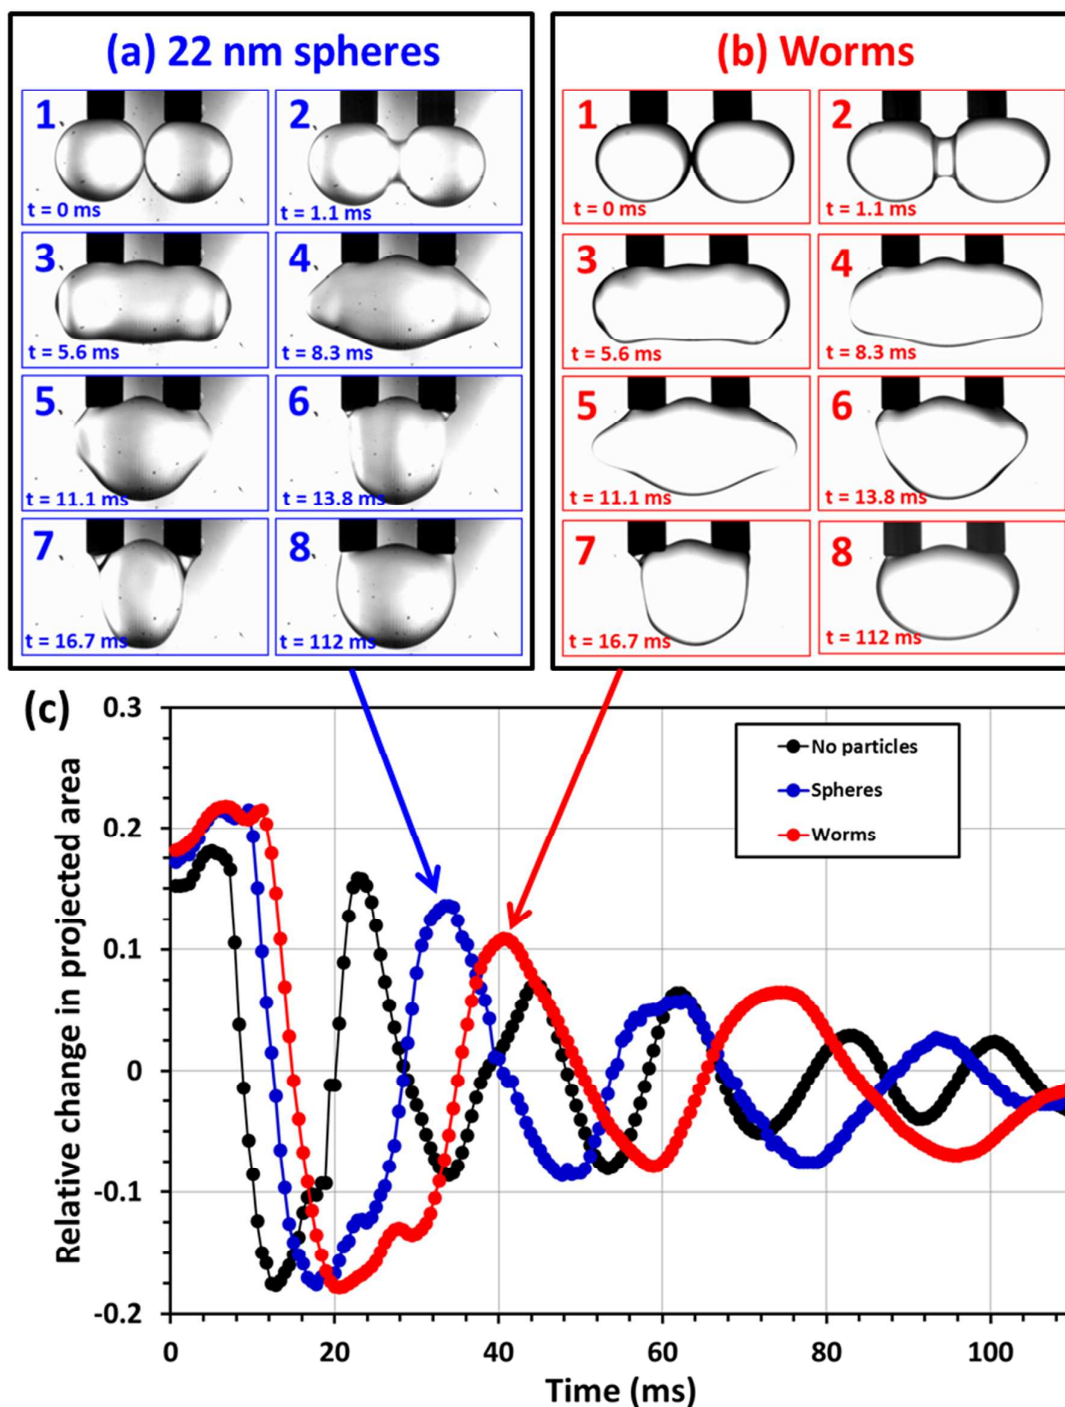 (a) 22 nm spheres
1
t = 0 ms
2
t = 1.1 ms
3
t = 5.6 ms
4
t = 8.3 ms
5
t = 11.1 ms
6
t = 13.8 ms
7
t = 16.7 ms
8
t = 112 ms
(b) Worms
1
t = 0 ms
2
t = 1.1 ms
3
t = 5.6 ms
4
t = 8.3 ms
5
t = 11.1 ms
6
t = 13.8 ms
7
t = 16.7 ms
8
t = 112 ms
(c)
Relative change in projected area
0.3
0.2
0.1
0
-0.1
-0.2
No particles
Spheres
Worms
0 20 40 60 80 100
Time (ms)